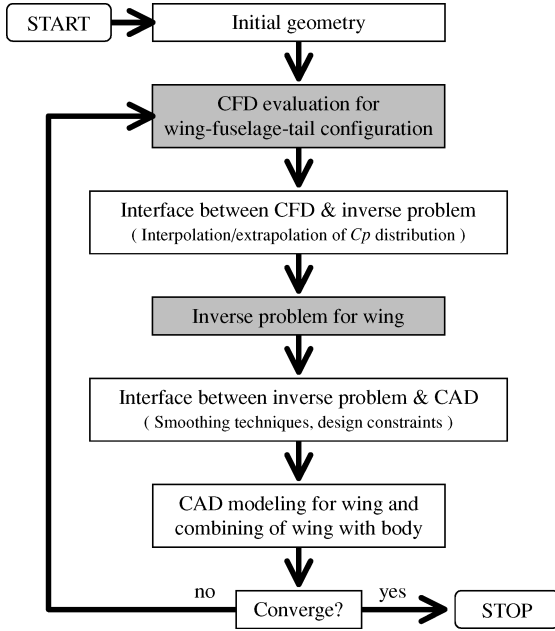 START
Initial geometry
CFD evaluation for
wing-fuselage-tail configuration
Interface between CFD & inverse problem
( Interpolation/extrapolation of Cp distribution )
Inverse problem for wing
Interface between inverse problem & CAD
( Smoothing techniques, design constraints )
CAD modeling for wing and
combining of wing with body
no
Converge?
yes
STOP